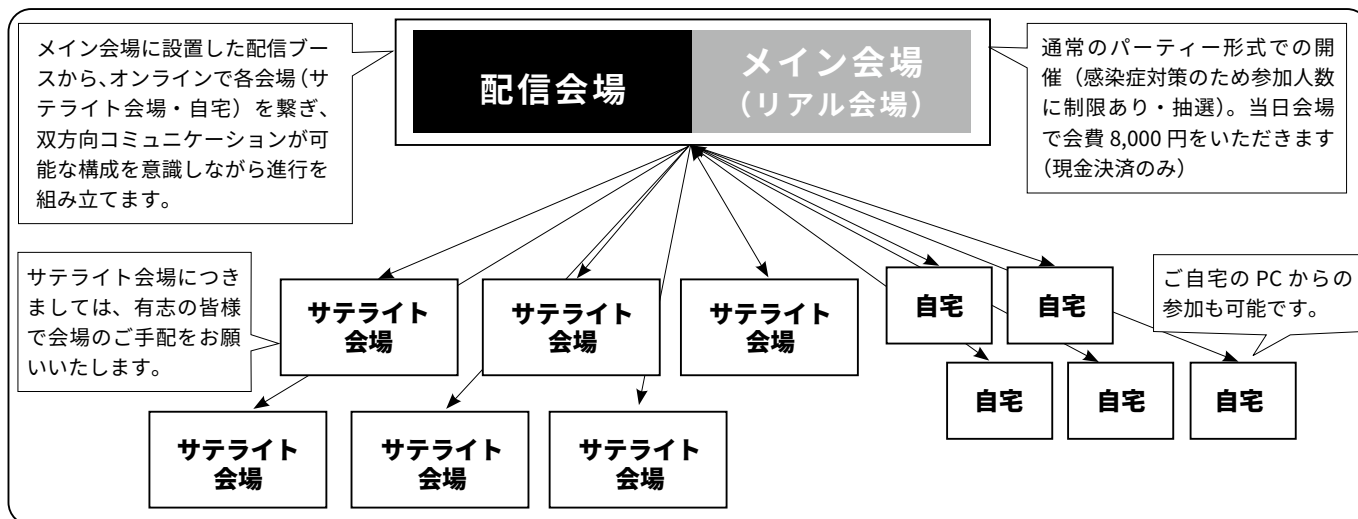 メイン会場に設置した配信ブー
スから、オンラインで各会場（サ
テライト会場・自宅）を繋ぎ、
双方向コミュニケーションが可
能な構成を意識しながら進行を
組み立てます。
配信会場
メイン会場
（リアル会場）
通常のパーティー形式での開
催（感染症対策のため参加人数
に制限あり・抽選）。当日会場
で会費 8,000 円をいただきます
（現金決済のみ）
サテライト会場につき
ましては、有志の皆様
で会場のご手配をお願
いいたします。
サテライト
会場
サテライト
会場
サテライト
会場
自宅
自宅
ご自宅の PC からの
参加も可能です。
自宅
自宅
自宅
サテライト
会場
サテライト
会場
サテライト
会場